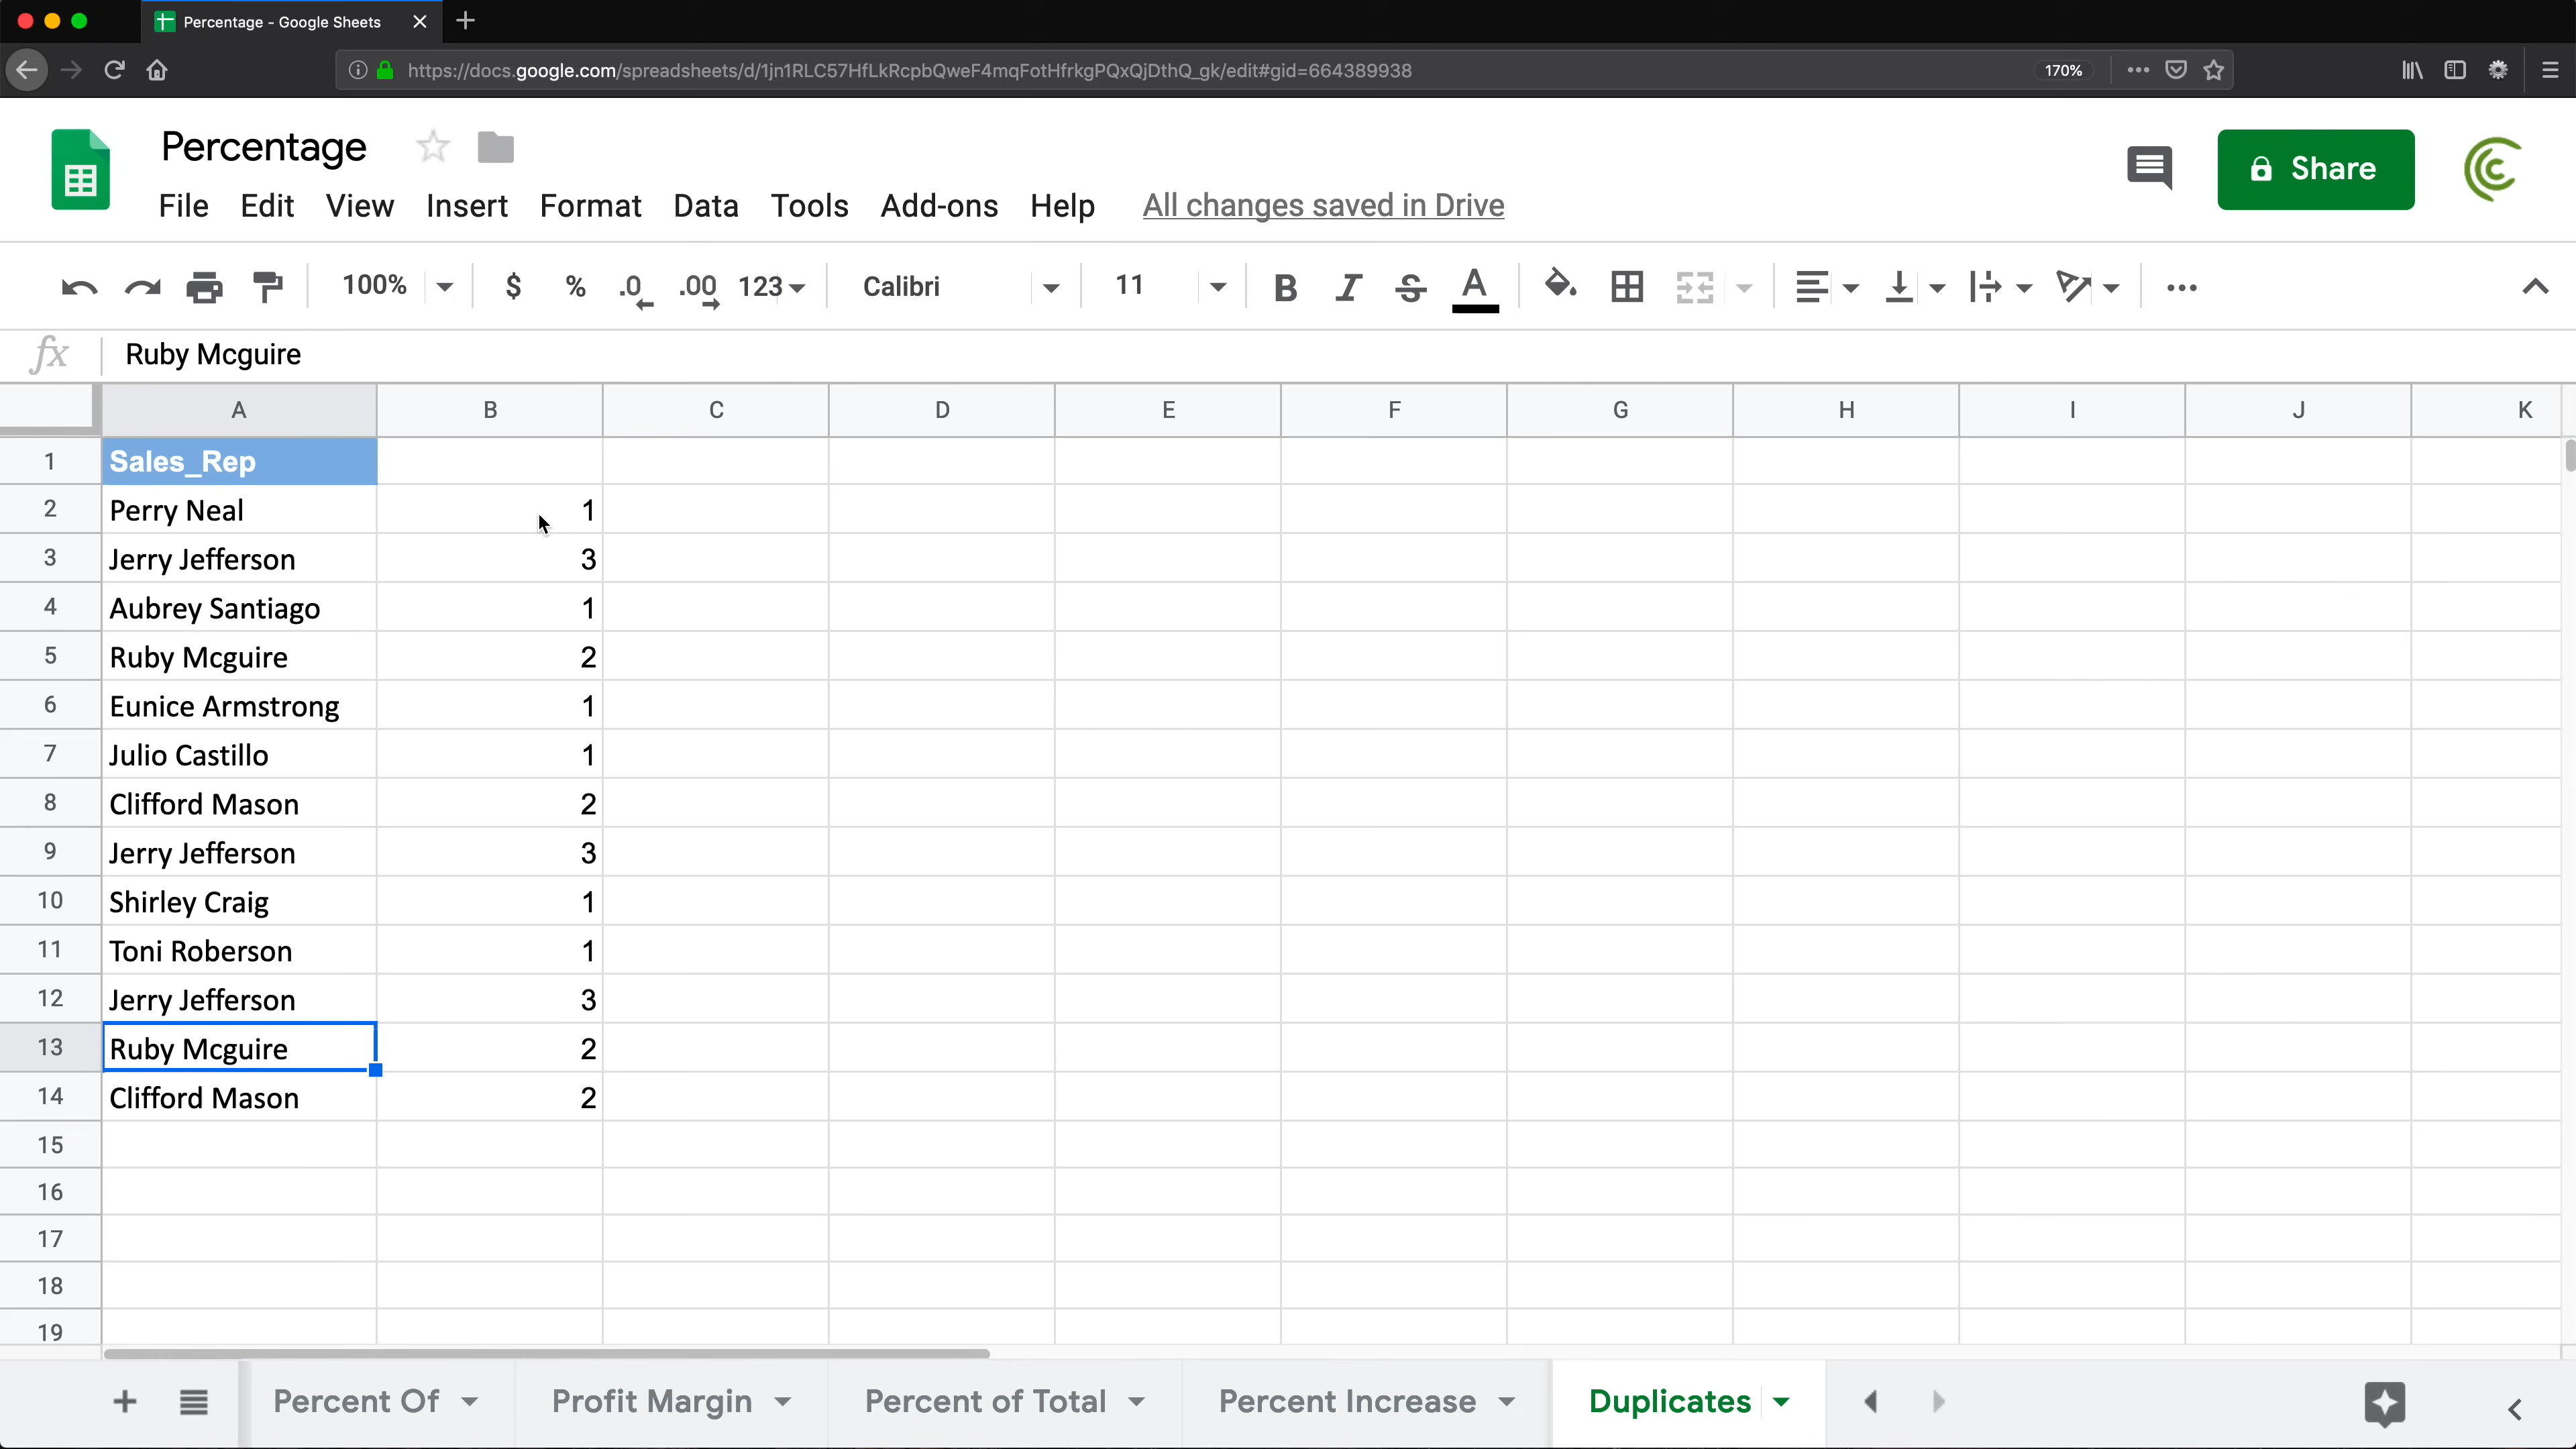 Percentage - Google Sheets
https://docs.google.com/spreadsheets/d/1jn1RLC57HfLkRcpbQweF4mqFotHfrkgPQxQjDthQ_gk/edit#gid=664389938
170%
Percentage
File Edit View Insert Format Data Tools Add-ons Help All changes saved in Drive
Share
100% $ % .0 .00 123 Calibri 11 B I S A
fx Ruby Mcguire
A B C D E F G H I J K
1 Sales_Rep
2 Perry Neal 1
3 Jerry Jefferson 3
4 Aubrey Santiago 1
5 Ruby Mcguire 2
6 Eunice Armstrong 1
7 Julio Castillo 1
8 Clifford Mason 2
9 Jerry Jefferson 3
10 Shirley Craig 1
11 Toni Roberson 1
12 Jerry Jefferson 3
13 Ruby Mcguire 2
14 Clifford Mason 2
15
16
17
18
19
Percent Of Profit Margin Percent of Total Percent Increase Duplicates